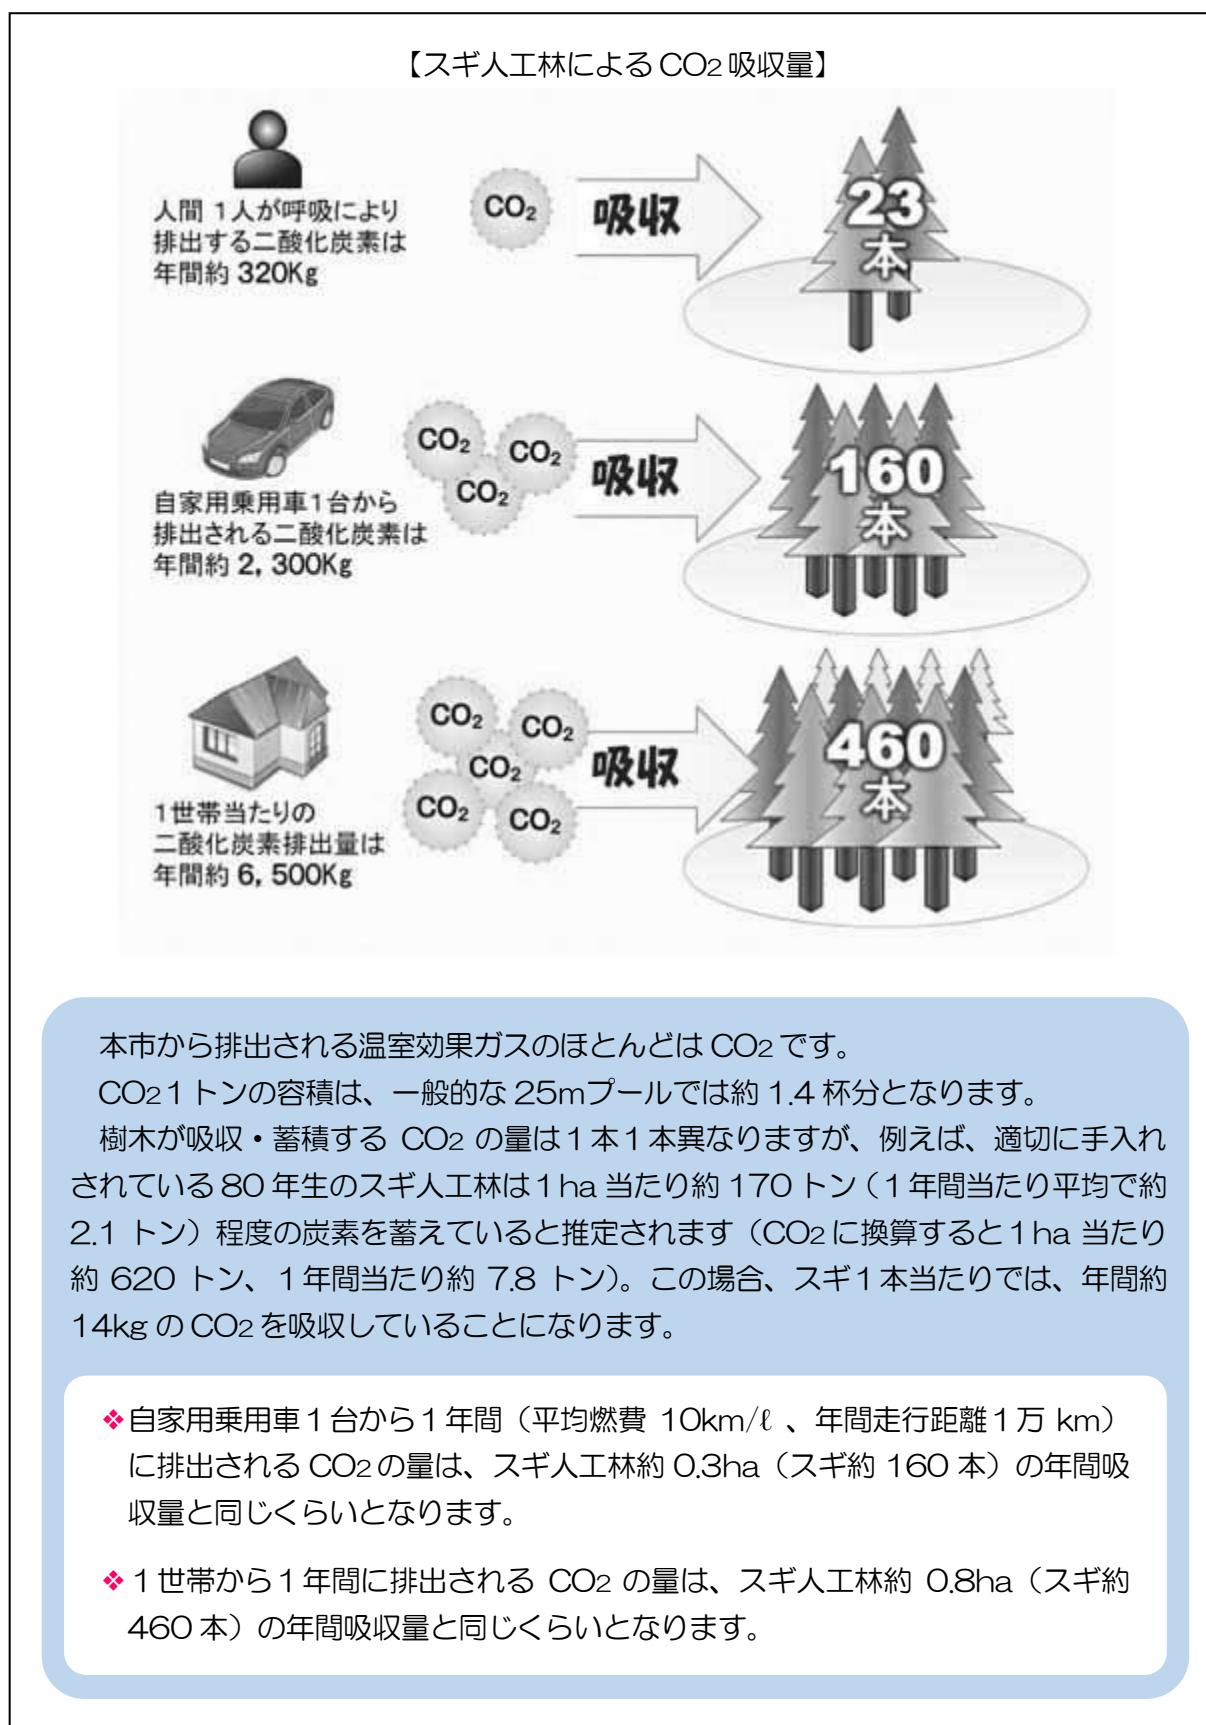 【スギ人工林によるCO2吸収量】
人間 1人が呼吸により
排出する二酸化炭素は
年間約 320Kg
CO2
吸収
23
本
自家用乗用車1台から
排出される二酸化炭素は
年間約 2,300Kg
CO2
CO2
CO2
吸収
160
本
1世帯当たりの
二酸化炭素排出量は
年間約 6,500Kg
CO2
CO2
CO2
CO2
CO2
吸収
460
本
本市から排出される温室効果ガスのほとんどはCO2です。
CO2１トンの容積は、一般的な25mプールでは約1.4杯分となります。
樹木が吸収・蓄積する CO2 の量は１本１本異なりますが、例えば、適切に手入れ
されている80年生のスギ人工林は１ha当たり約170トン（１年間当たり平均で約
2.1 トン）程度の炭素を蓄えていると推定されます（CO2に換算すると１ha 当たり
約 620 トン、１年間当たり約 7.8 トン）。この場合、スギ１本当たりでは、年間約
14kgのCO2を吸収していることになります。
❖自家用乗用車１台から１年間（平均燃費 10km/ℓ 、年間走行距離１万 km）
に排出されるCO2の量は、スギ人工林約0.3ha（スギ約160本）の年間吸
収量と同じくらいとなります。
❖１世帯から１年間に排出される CO2 の量は、スギ人工林約 0.8ha（スギ約
460本）の年間吸収量と同じくらいとなります。